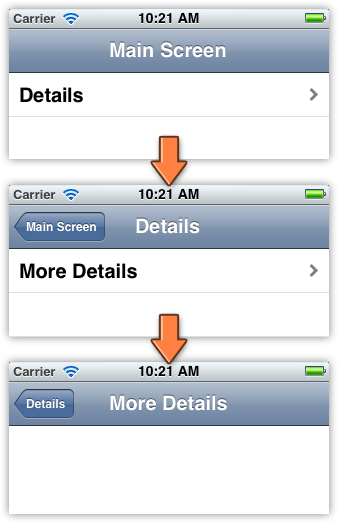 Carrier 10:21 AM
Main Screen
Details
Carrier 10:21 AM
Main Screen Details
More Details
Carrier 10:21 AM
Details More Details